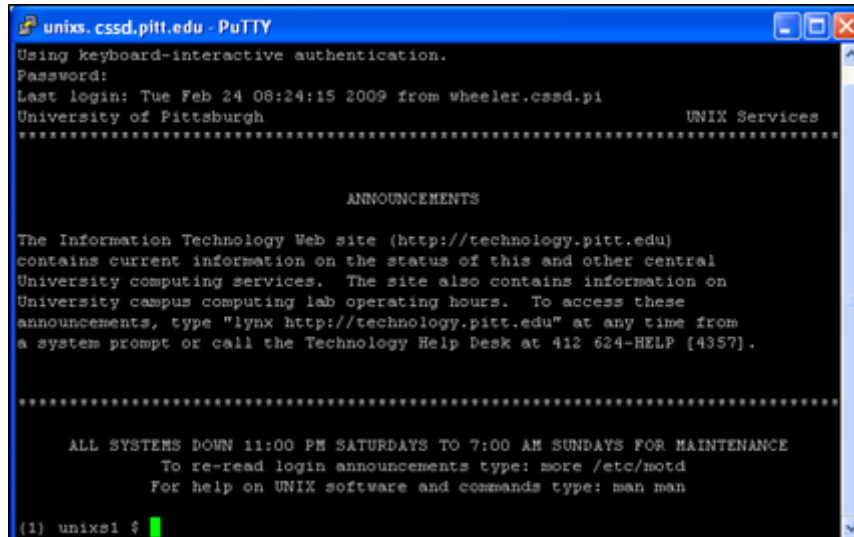 unixs.cssd.pitt.edu - PuTTY
Using keyboard-interactive authentication.
Password:
Last login: Tue Feb 24 08:24:15 2009 from wheeler.cssd.pi
University of Pittsburgh UNIX Services
********************************************************************************
ANNOUNCEMENTS
The Information Technology Web site (http://technology.pitt.edu)
contains current information on the status of this and other central
University computing services. The site also contains information on
University campus computing lab operating hours. To access these
announcements, type "lynx http://technology.pitt.edu" at any time from
a system prompt or call the Technology Help Desk at 412 624-HELP [4357].
********************************************************************************
ALL SYSTEMS DOWN 11:00 PM SATURDAYS TO 7:00 AM SUNDAYS FOR MAINTENANCE
To re-read login announcements type: more /etc/motd
For help on UNIX software and commands type: man man
(1) unixs1 $